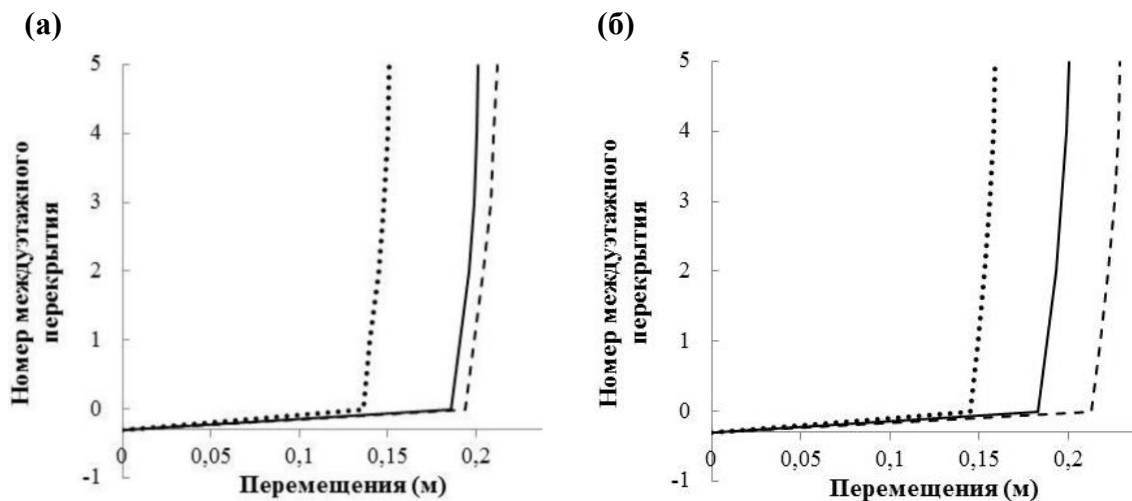 (а)
5
4
3
2
1
0
-1
Номер междуэтажного
перекрытия
0 0,05 0,1 0,15 0,2
Перемещения (м)
(б)
5
4
3
2
1
0
-1
Номер междуэтажного
перекрытия
0 0,05 0,1 0,15 0,2
Перемещения (м)